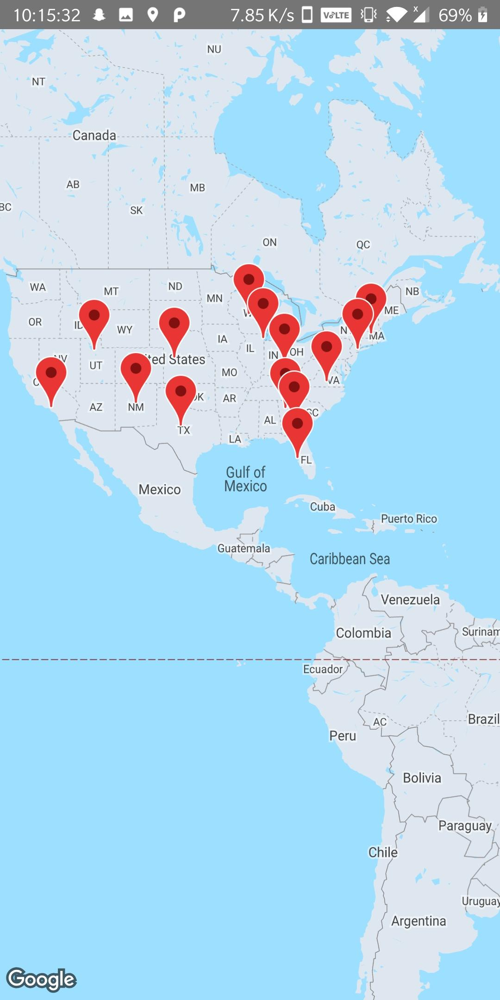 10:15:32 7.85 K/s VoLTE x 69%
NU
NT
Canada
AB
MB
BC
SK
ON
QC
WA
ND
MT
NB
MN
ME
OR
ID
WY
N
MA
IA
IL
OH
IN
NV
ited States
UT
MO
VA
C
OK
AR
AZ
NM
SC
AL
TX
LA
FL
Gulf of
Mexico
Mexico
Cuba
Puerto Rico
Guatemala
Caribbean Sea
Venezuela
Colombia
Surinam
Ecuador
Brazil
AC
Peru
Bolivia
Paraguay
Chile
Uruguay
Argentina
Google